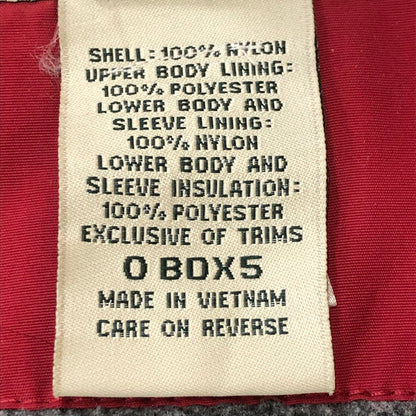 SHELL: 100% NYLON
UPPER BODY LINING:
100% POLYESTER
LOWER BODY AND
SLEEVE LINING:
100% NYLON
LOWER BODY AND
SLEEVE INSULATION:
100% POLYESTER
EXCLUSIVE OF TRIMS
0 BDX5
MADE IN VIETNAM
CARE ON REVERSE